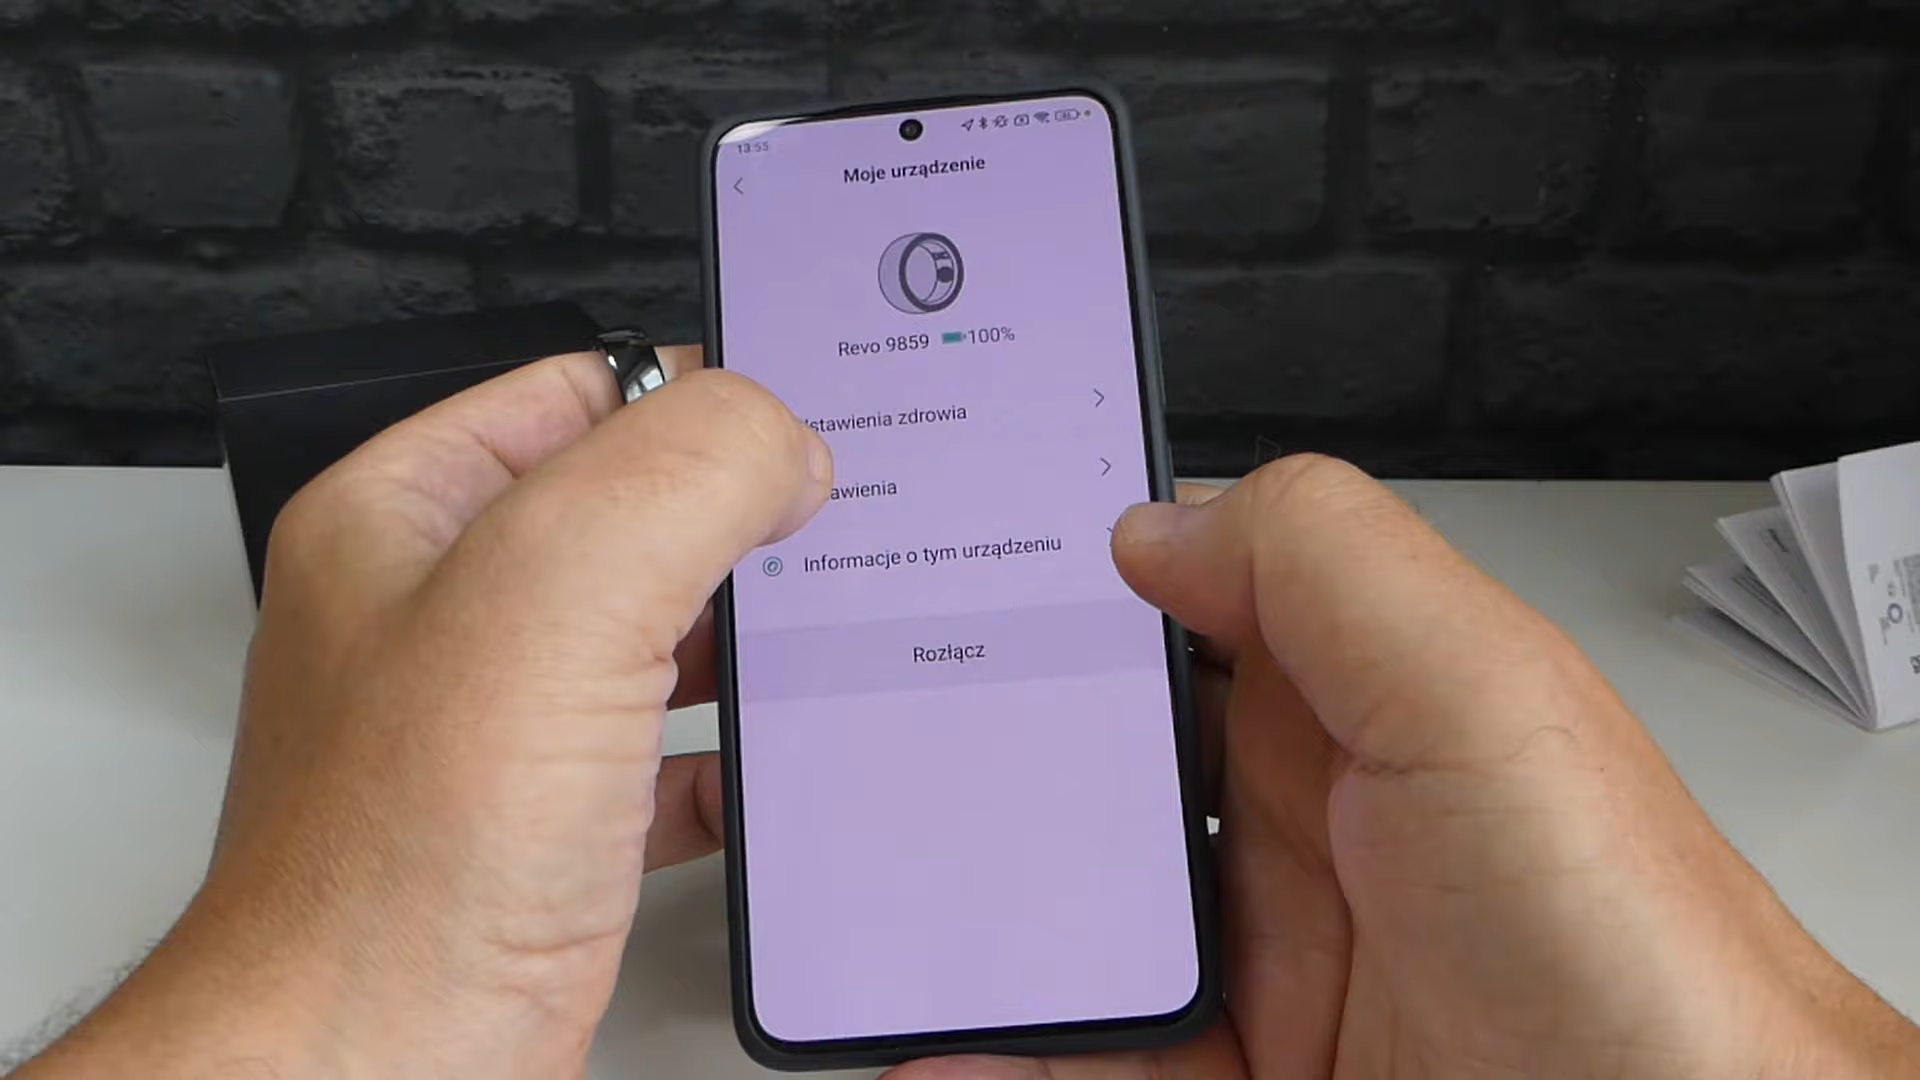 13:55
Moje urządzenie
Revo 9859 100%
stawienia zdrowia
awienia
Informacje o tym urządzeniu
Rozłącz